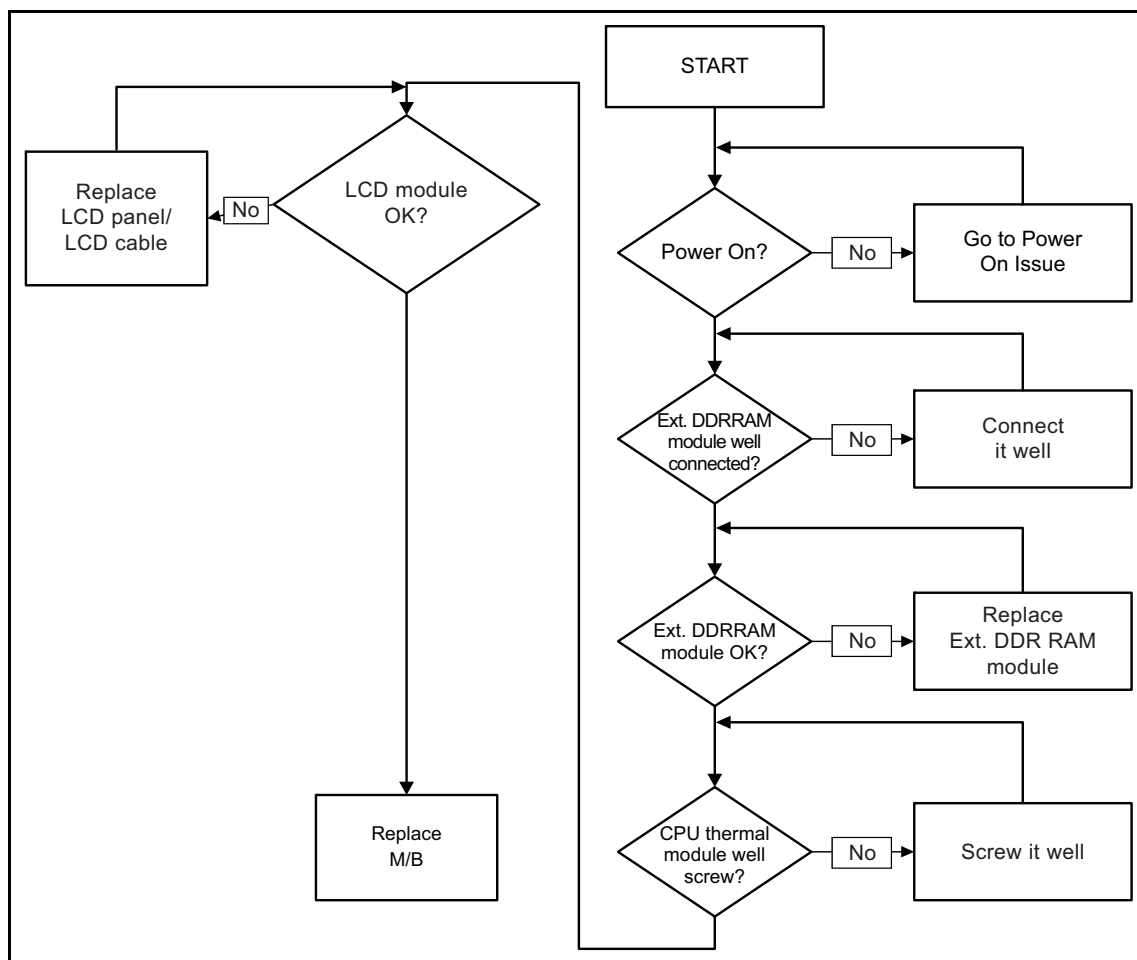 START
Power On?
No
Go to Power
On Issue
Ext. DDRRAM
module well
connected?
No
Connect
it well
Ext. DDRRAM
module OK?
No
Replace
Ext. DDR RAM
module
CPU thermal
module well
screw?
No
Screw it well
LCD module
OK?
No
Replace
LCD panel/
LCD cable
Replace
M/B